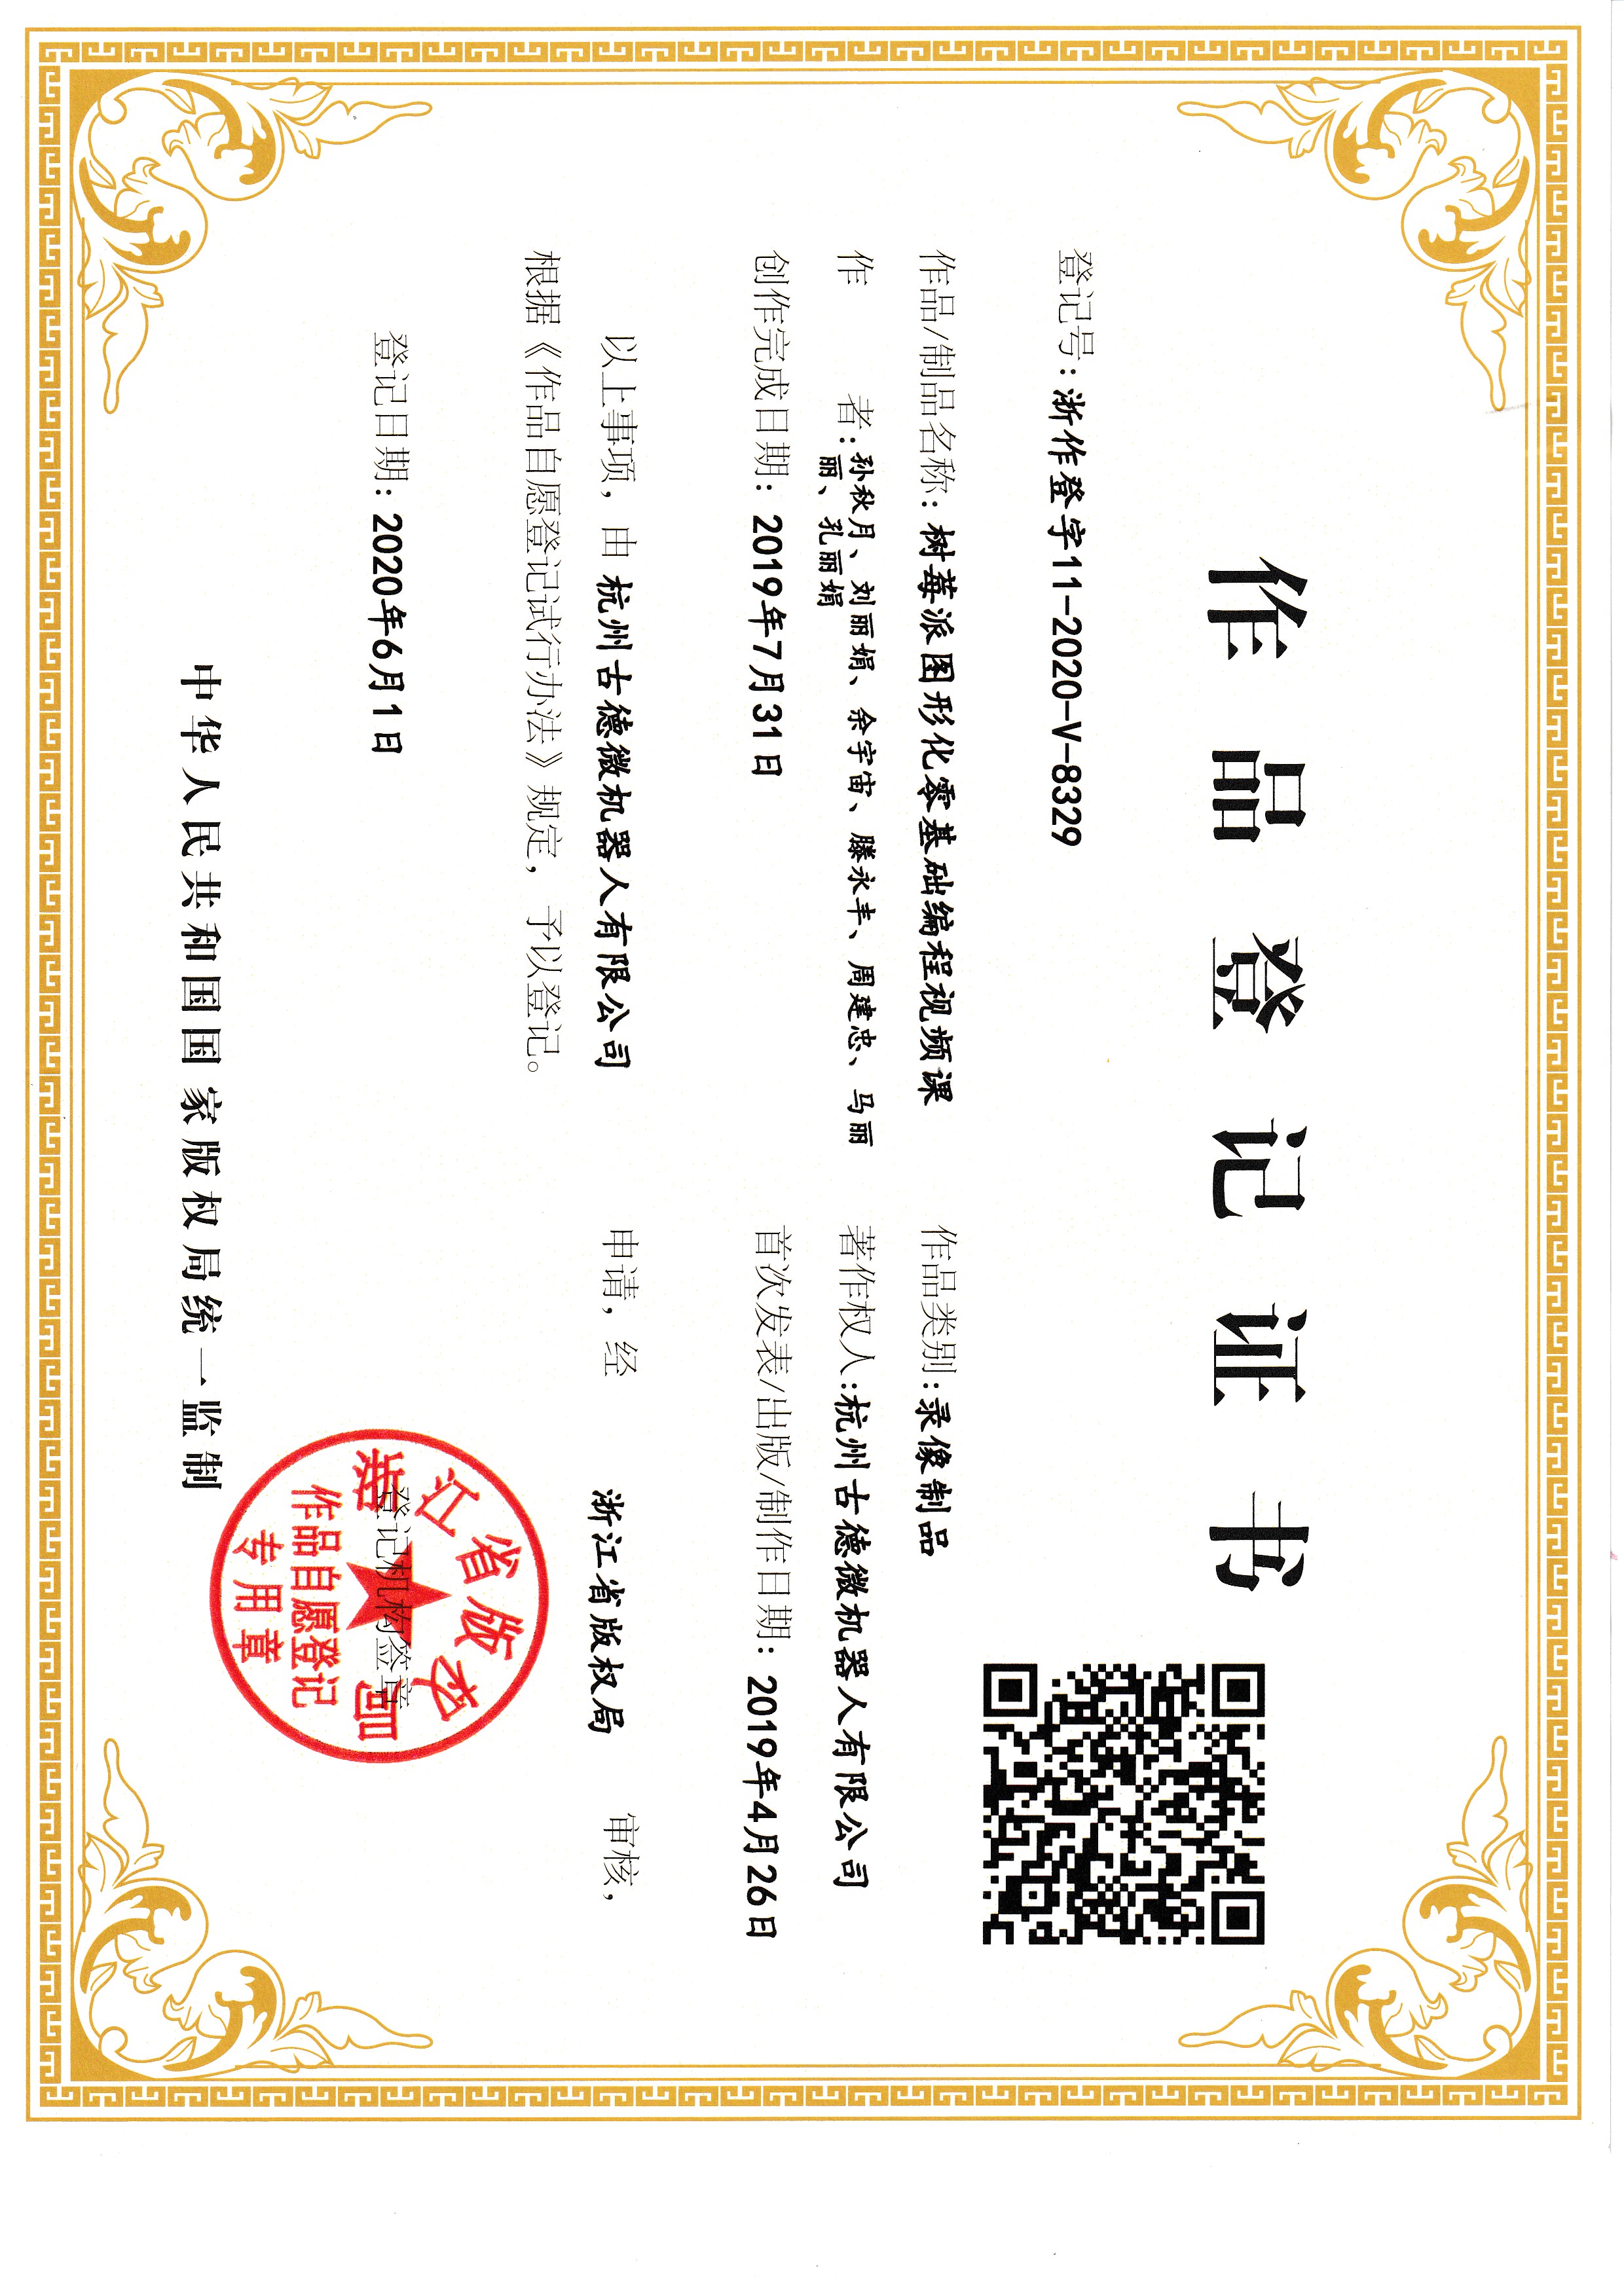 作品登记证书
登记号：浙作登字11-2020-V-8329
作品/制品名称：树莓派图形化零基础编程视频课
作品类别：录像制品
作者：孙秋月、刘丽娟、余宇宙、滕永丰、周建忠、马丽
丽、孔丽娟
著作权人：杭州古德微机器人有限公司
创作完成日期：2019年7月31日
首次发表/出版/制作日期：2019年4月26日
以上事项，由 杭州古德微机器人有限公司 申请，经 浙江省版权局 审核，
根据《作品自愿登记试行办法》规定，予以登记。
登记日期：2020年6月1日
登记机构签章
浙江省版权局
作品自愿登记
专用章
中华人民共和国国家版权局统一监制